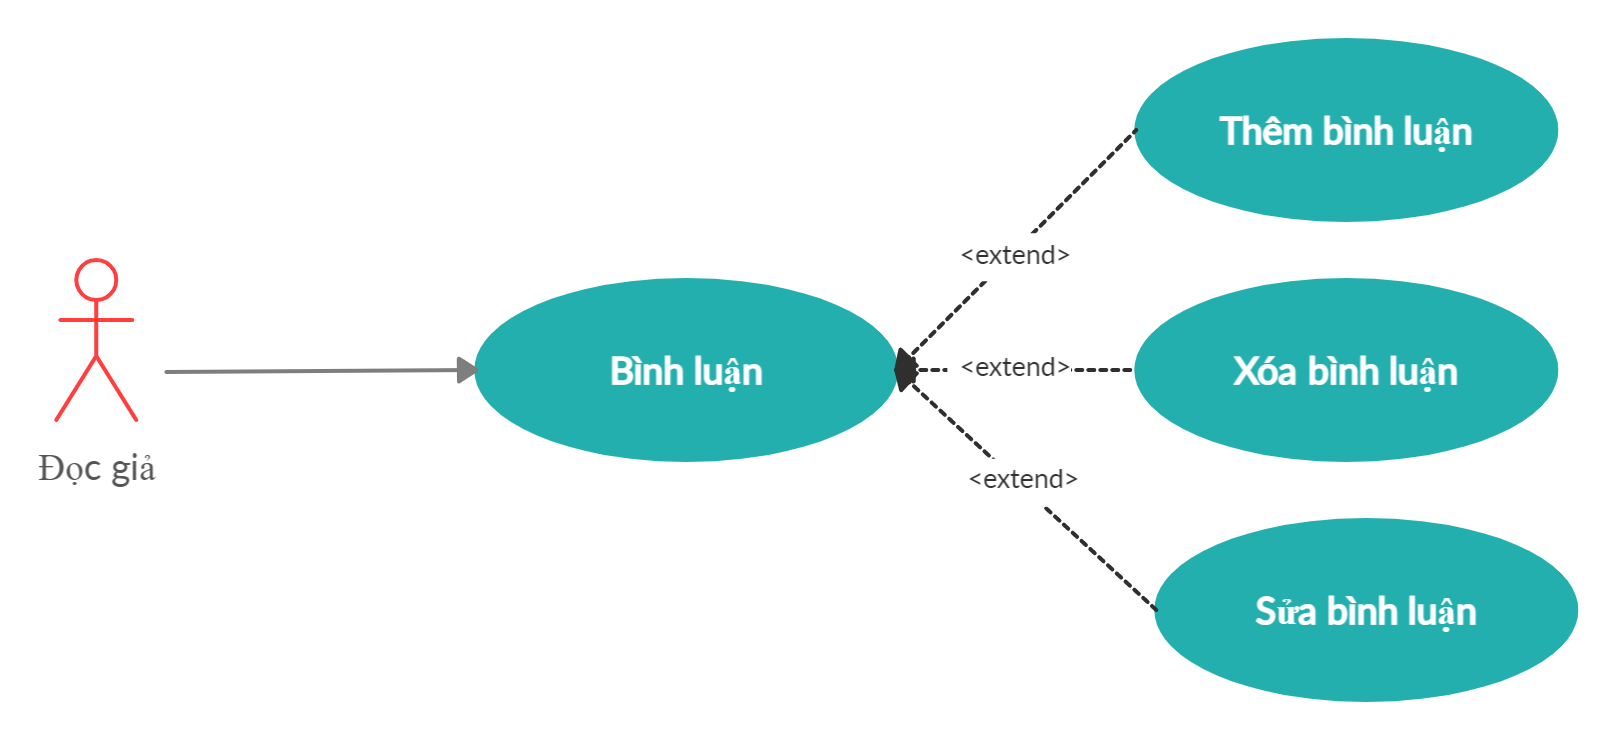 Thêm bình luận
<extend>
Bình luận
<extend>
Xóa bình luận
Đọc giả
<extend>
Sửa bình luận